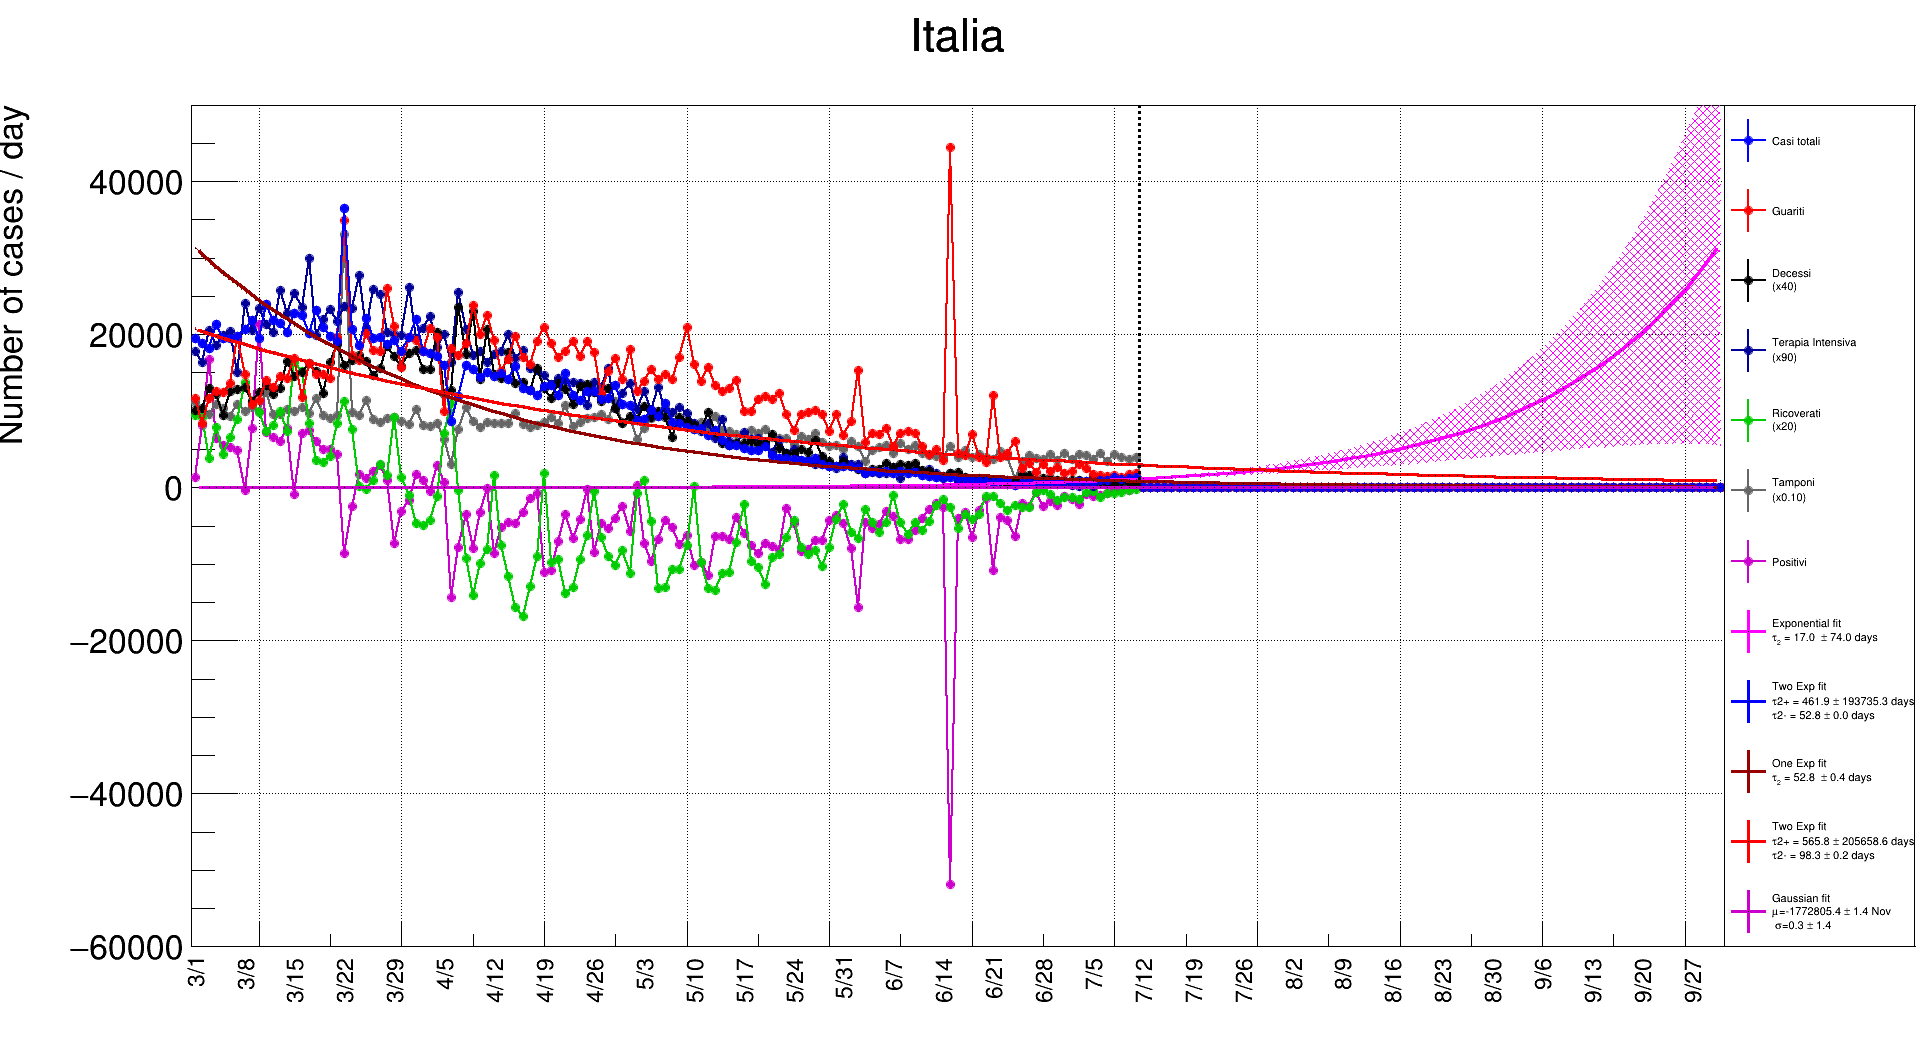 Italia
Number of cases / day
40000
20000
0
−20000
−40000
−60000
3/1
3/8
3/15
3/22
3/29
4/5
4/12
4/19
4/26
5/3
5/10
5/17
5/24
5/31
6/7
6/14
6/21
6/28
7/5
7/12
7/19
7/26
8/2
8/9
8/16
8/23
8/30
9/6
9/13
9/20
9/27
Casi totali
Guariti
Decessi
(x40)
Terapia Intensiva
(x90)
Ricoverati
(x20)
Tamponi
(x0.10)
Positivi
Exponential fit
τ2 = 17.0 ± 74.0 days
Two Exp fit
τ2+ = 461.9 ± 193735.3 days
τ2- = 52.8 ± 0.0 days
One Exp fit
τ2 = 52.8 ± 0.4 days
Two Exp fit
τ2+ = 565.8 ± 205658.6 days
τ2- = 98.3 ± 0.2 days
Gaussian fit
μ=-1772805.4 ± 1.4 Nov
σ=0.3 ± 1.4